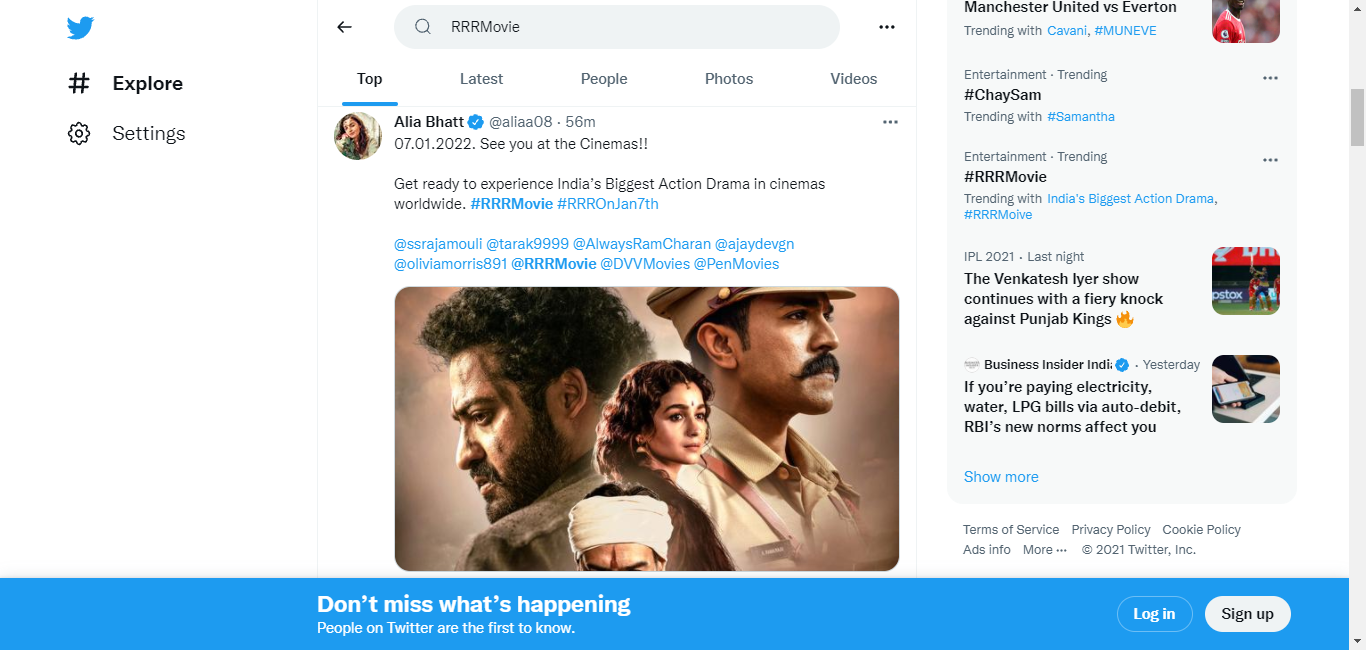 Explore
Settings
RRRMovie
Top
Latest
People
Photos
Videos
Alia Bhatt @aliaa08 · 56m
07.01.2022. See you at the Cinemas!!
Get ready to experience India’s Biggest Action Drama in cinemas
worldwide. #RRRMovie #RRROnJan7th
@ssrajamouli @tarak9999 @AlwaysRamCharan @ajaydevgn
@oliviamorris891 @RRRMovie @DVVMovies @PenMovies
Manchester United vs Everton
Trending with Cavani, #MUNEVE
Entertainment · Trending
#ChaySam
Trending with #Samantha
Entertainment · Trending
#RRRMovie
Trending with India's Biggest Action Drama,
#RRRMoive
IPL 2021 · Last night
The Venkatesh Iyer show
continues with a fiery knock
against Punjab Kings 🔥
Business Insider Indi · Yesterday
If you’re paying electricity,
water, LPG bills via auto-debit,
RBI’s new norms affect you
Show more
Terms of Service Privacy Policy Cookie Policy
Ads info More ··· © 2021 Twitter, Inc.
Don’t miss what’s happening
People on Twitter are the first to know.
Log in
Sign up